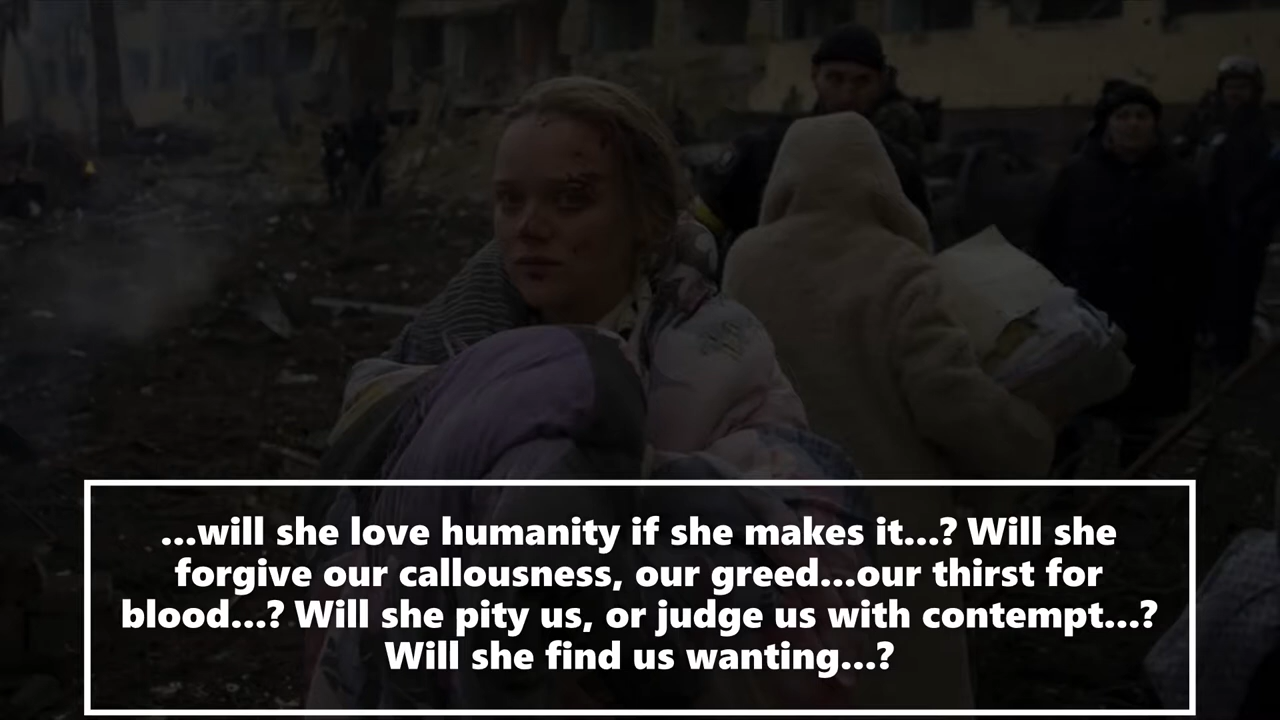 ...will she love humanity if she makes it...? Will she
forgive our callousness, our greed...our thirst for
blood...? Will she pity us, or judge us with contempt...?
Will she find us wanting...?